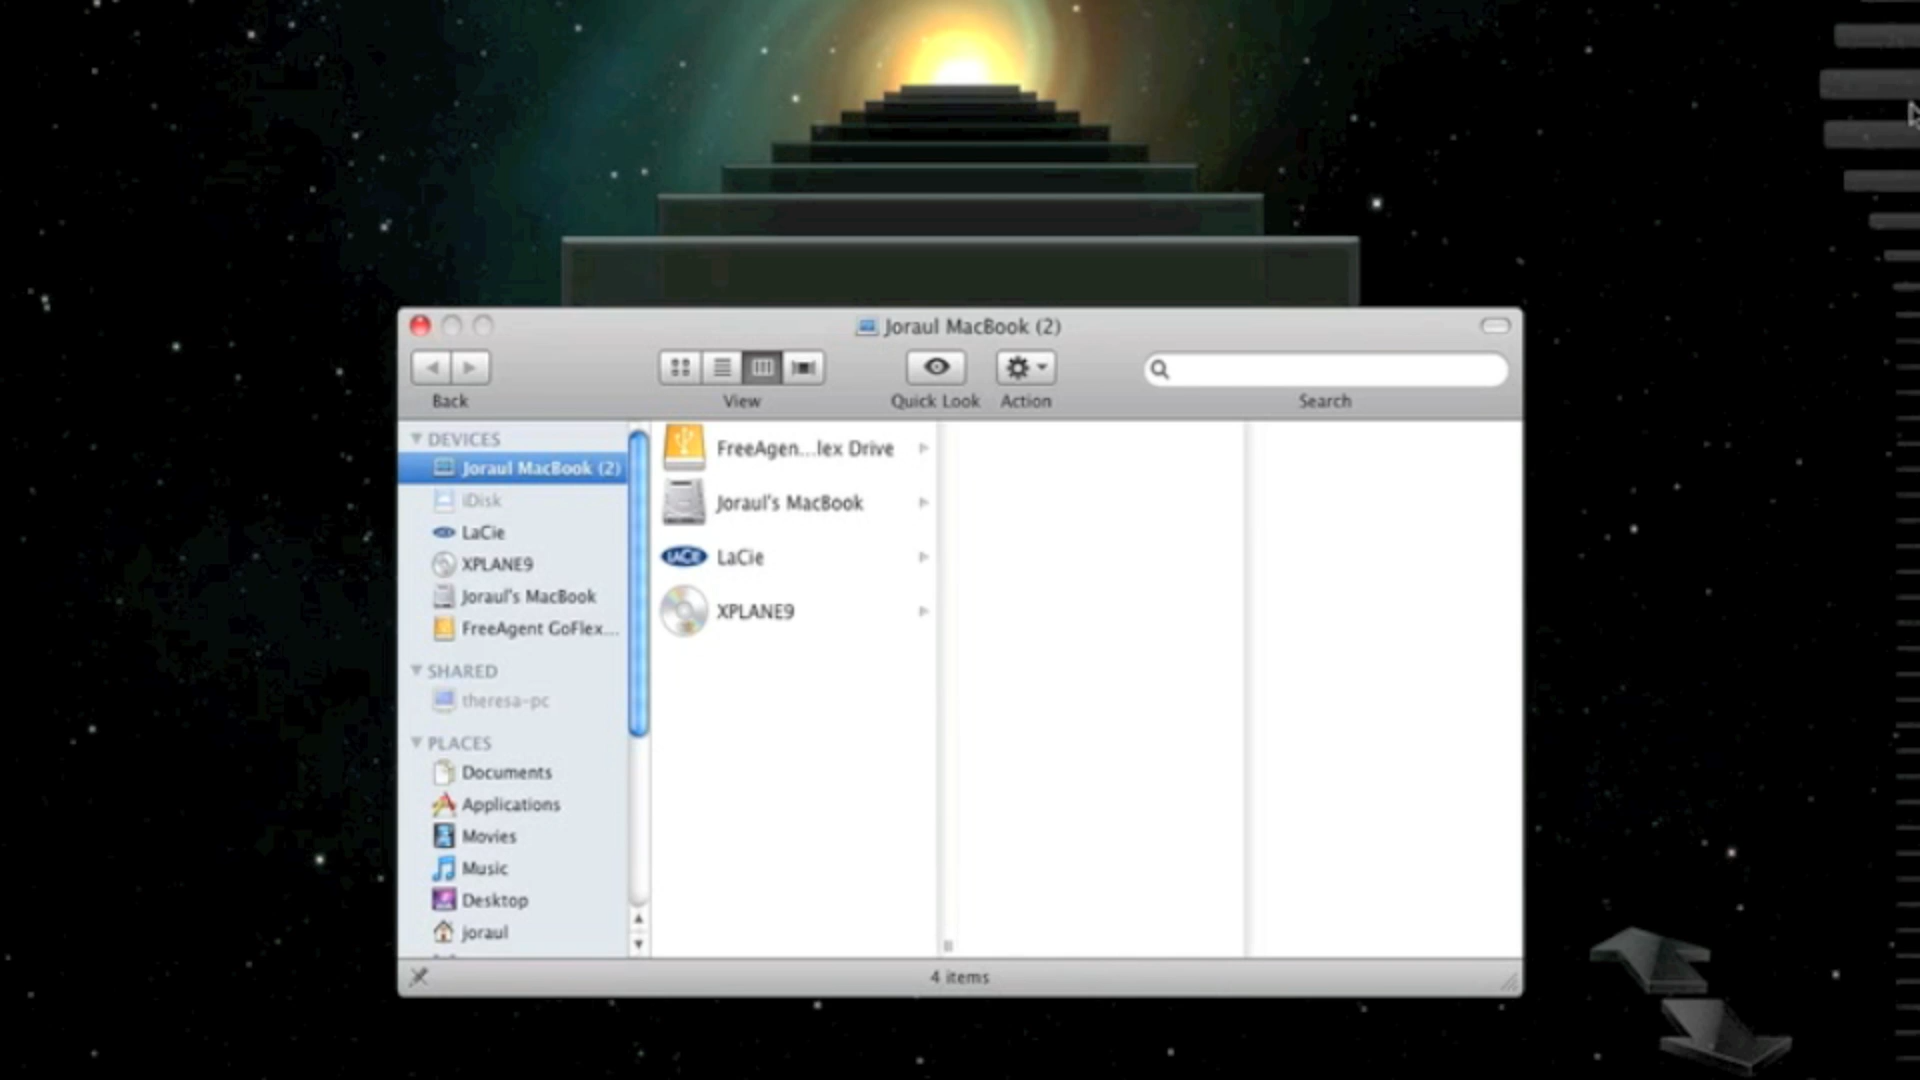 Joraul MacBook (2)
Back
View
Quick Look
Action
Search
DEVICES
Joraul MacBook (2)
iDisk
LaCie
XPLANE9
Joraul's MacBook
FreeAgent GoFlex...
SHARED
theresa-pc
PLACES
Documents
Applications
Movies
Music
Desktop
joraul
FreeAgen...lex Drive
Joraul's MacBook
LACIE LaCie
XPLANE9
4 items